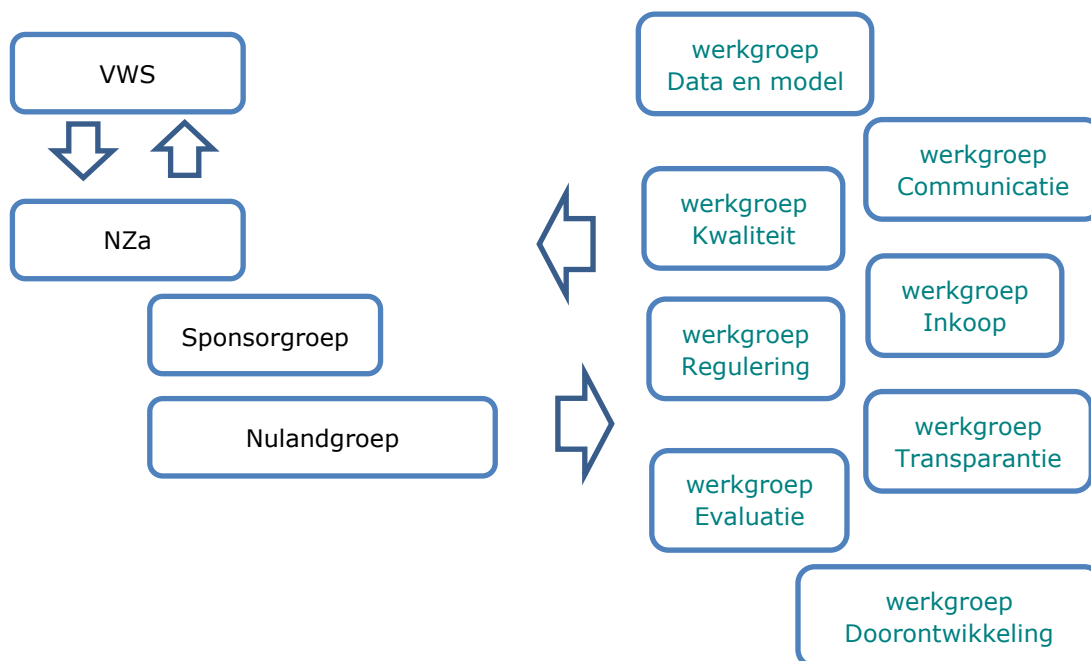 VWS
NZa
Sponsorgroep
Nulandgroep
werkgroep
Data en model
werkgroep
Communicatie
werkgroep
Kwaliteit
werkgroep
Inkoop
werkgroep
Regulering
werkgroep
Transparantie
werkgroep
Evaluatie
werkgroep
Doorontwikkeling